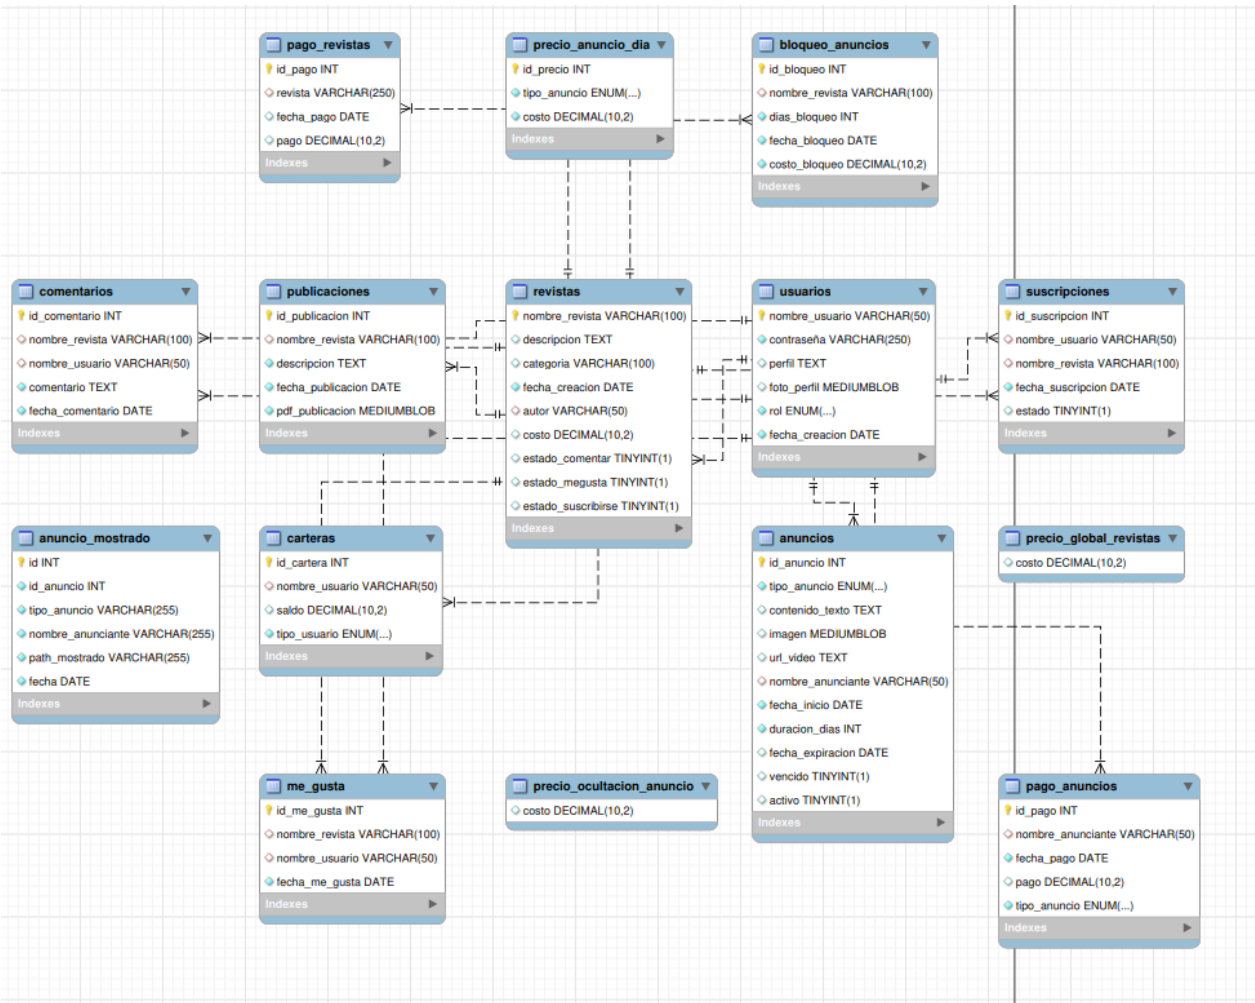 pago_revistas
id_pago INT
revista VARCHAR(250)
fecha_pago DATE
pago DECIMAL(10,2)
Indexes
precio_anuncio_dia
id_precio INT
tipo_anuncio ENUM(...)
costo DECIMAL(10,2)
Indexes
bloqueo_anuncios
id_bloqueo INT
nombre_revista VARCHAR(100)
dias_bloqueo INT
fecha_bloqueo DATE
costo_bloqueo DECIMAL(10,2)
Indexes
comentarios
id_comentario INT
nombre_revista VARCHAR(100)
nombre_usuario VARCHAR(50)
comentario TEXT
fecha_comentario DATE
Indexes
publicaciones
id_publicacion INT
nombre_revista VARCHAR(100)
descripcion TEXT
fecha_publicacion DATE
pdf_publicacion MEDIUMBLOB
Indexes
revistas
nombre_revista VARCHAR(100)
descripcion TEXT
categoria VARCHAR(100)
fecha_creacion DATE
autor VARCHAR(50)
costo DECIMAL(10,2)
estado_comentar TINYINT(1)
estado_megusta TINYINT(1)
estado_suscribirse TINYINT(1)
Indexes
usuarios
nombre_usuario VARCHAR(50)
contraseña VARCHAR(250)
perfil TEXT
foto_perfil MEDIUMBLOB
rol ENUM(...)
fecha_creacion DATE
Indexes
suscripciones
id_suscripcion INT
nombre_usuario VARCHAR(50)
nombre_revista VARCHAR(100)
fecha_suscripcion DATE
estado TINYINT(1)
Indexes
anuncio_mostrado
id INT
id_anuncio INT
tipo_anuncio VARCHAR(255)
nombre_anunciante VARCHAR(255)
path_mostrado VARCHAR(255)
fecha DATE
Indexes
carteras
id_cartera INT
nombre_usuario VARCHAR(50)
saldo DECIMAL(10,2)
tipo_usuario ENUM(...)
Indexes
anuncios
id_anuncio INT
tipo_anuncio ENUM(...)
contenido_texto TEXT
imagen MEDIUMBLOB
url_video TEXT
nombre_anunciante VARCHAR(50)
fecha_inicio DATE
duracion_dias INT
fecha_expiracion DATE
vencido TINYINT(1)
activo TINYINT(1)
Indexes
precio_global_revistas
costo DECIMAL(10,2)
me_gusta
id_me_gusta INT
nombre_revista VARCHAR(100)
nombre_usuario VARCHAR(50)
fecha_me_gusta DATE
Indexes
precio_ocultacion_anuncio
costo DECIMAL(10,2)
pago_anuncios
id_pago INT
nombre_anunciante VARCHAR(50)
fecha_pago DATE
pago DECIMAL(10,2)
tipo_anuncio ENUM(...)
Indexes